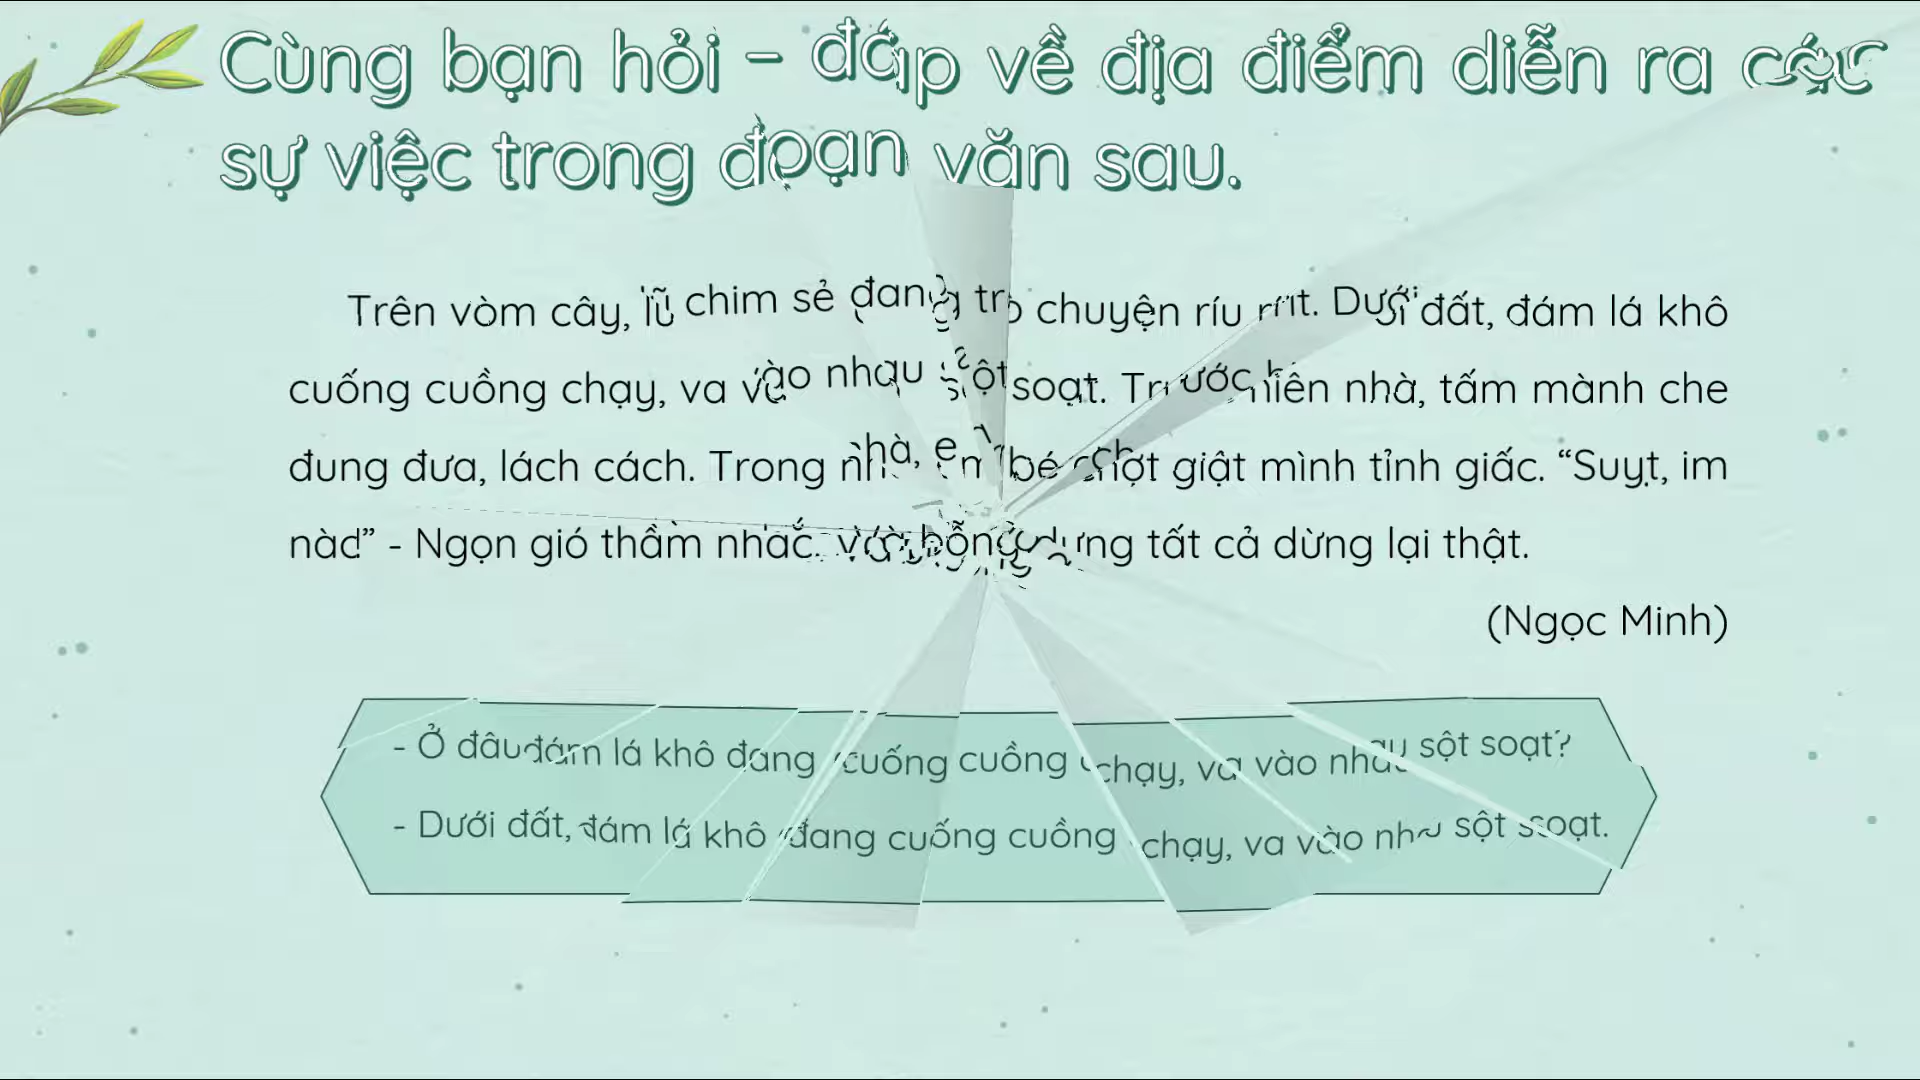 Cùng bạn hỏi – đáp về địa điểm diễn ra các
sự việc trong đoạn văn sau.
Trên vòm cây, lũ chim sẻ đang trò chuyện ríu rít. Dưới đất, đám lá khô
cuống cuồng chạy, va vào nhau sột soạt. Trước hiên nhà, tấm mành che
đung đưa, lách cách. Trong nhà, em bé chợt giật mình tỉnh giấc. “Suỵt, im
nào!” - Ngọn gió thầm nhắc. Và bỗng dưng tất cả dừng lại thật.
(Ngọc Minh)
- Ở đâu đám lá khô đang cuống cuồng chạy, va vào nhau sột soạt?
- Dưới đất, đám lá khô đang cuống cuồng chạy, va vào nhau sột soạt.